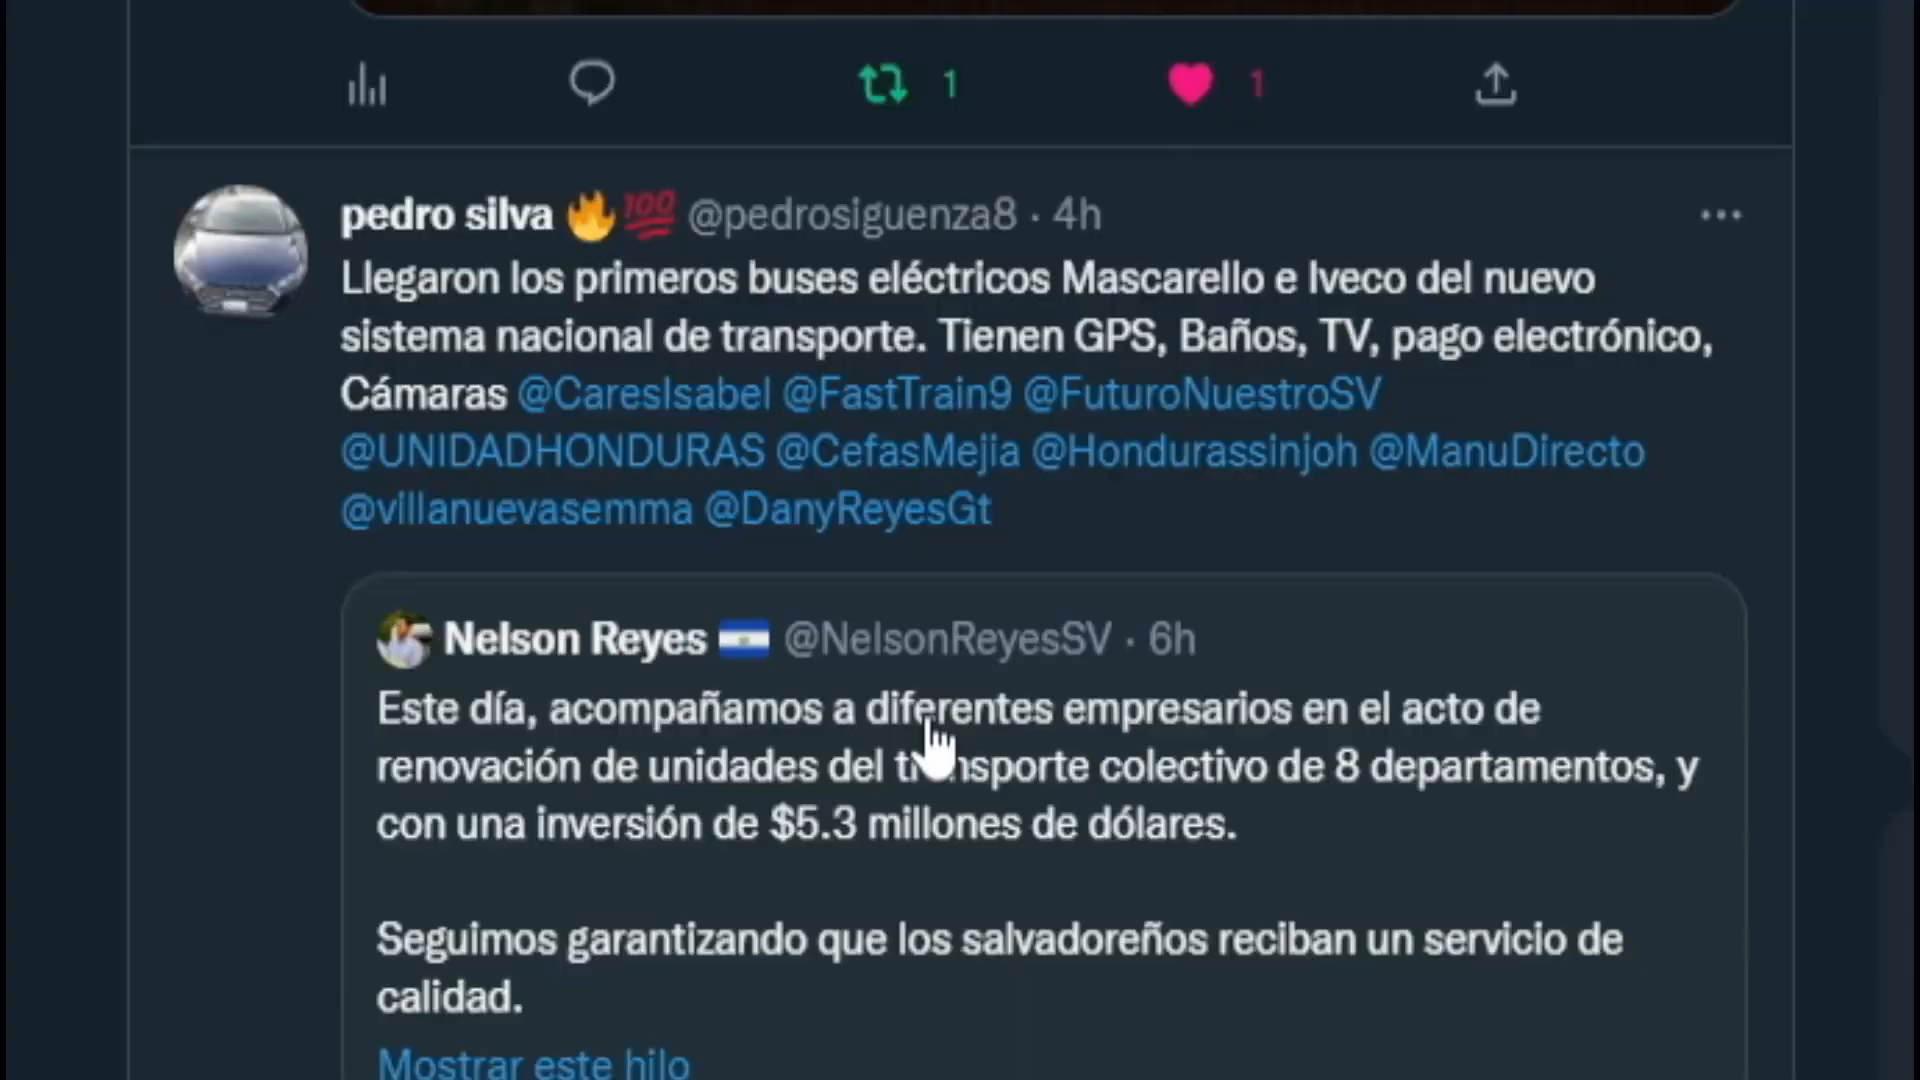 1 1
pedro silva 🔥💯 @pedrosiguenza8 · 4h
Llegaron los primeros buses eléctricos Mascarello e Iveco del nuevo
sistema nacional de transporte. Tienen GPS, Baños, TV, pago electrónico,
Cámaras @CaresIsabel @FastTrain9 @FuturoNuestroSV
@UNIDADHONDURAS @CefasMejia @Hondurassinjoh @ManuDirecto
@villanuevasemma @DanyReyesGt
Nelson Reyes 🇸🇻 @NelsonReyesSV · 6h
Este día, acompañamos a diferentes empresarios en el acto de
renovación de unidades del transporte colectivo de 8 departamentos, y
con una inversión de $5.3 millones de dólares.
Seguimos garantizando que los salvadoreños reciban un servicio de
calidad.
Mostrar este hilo